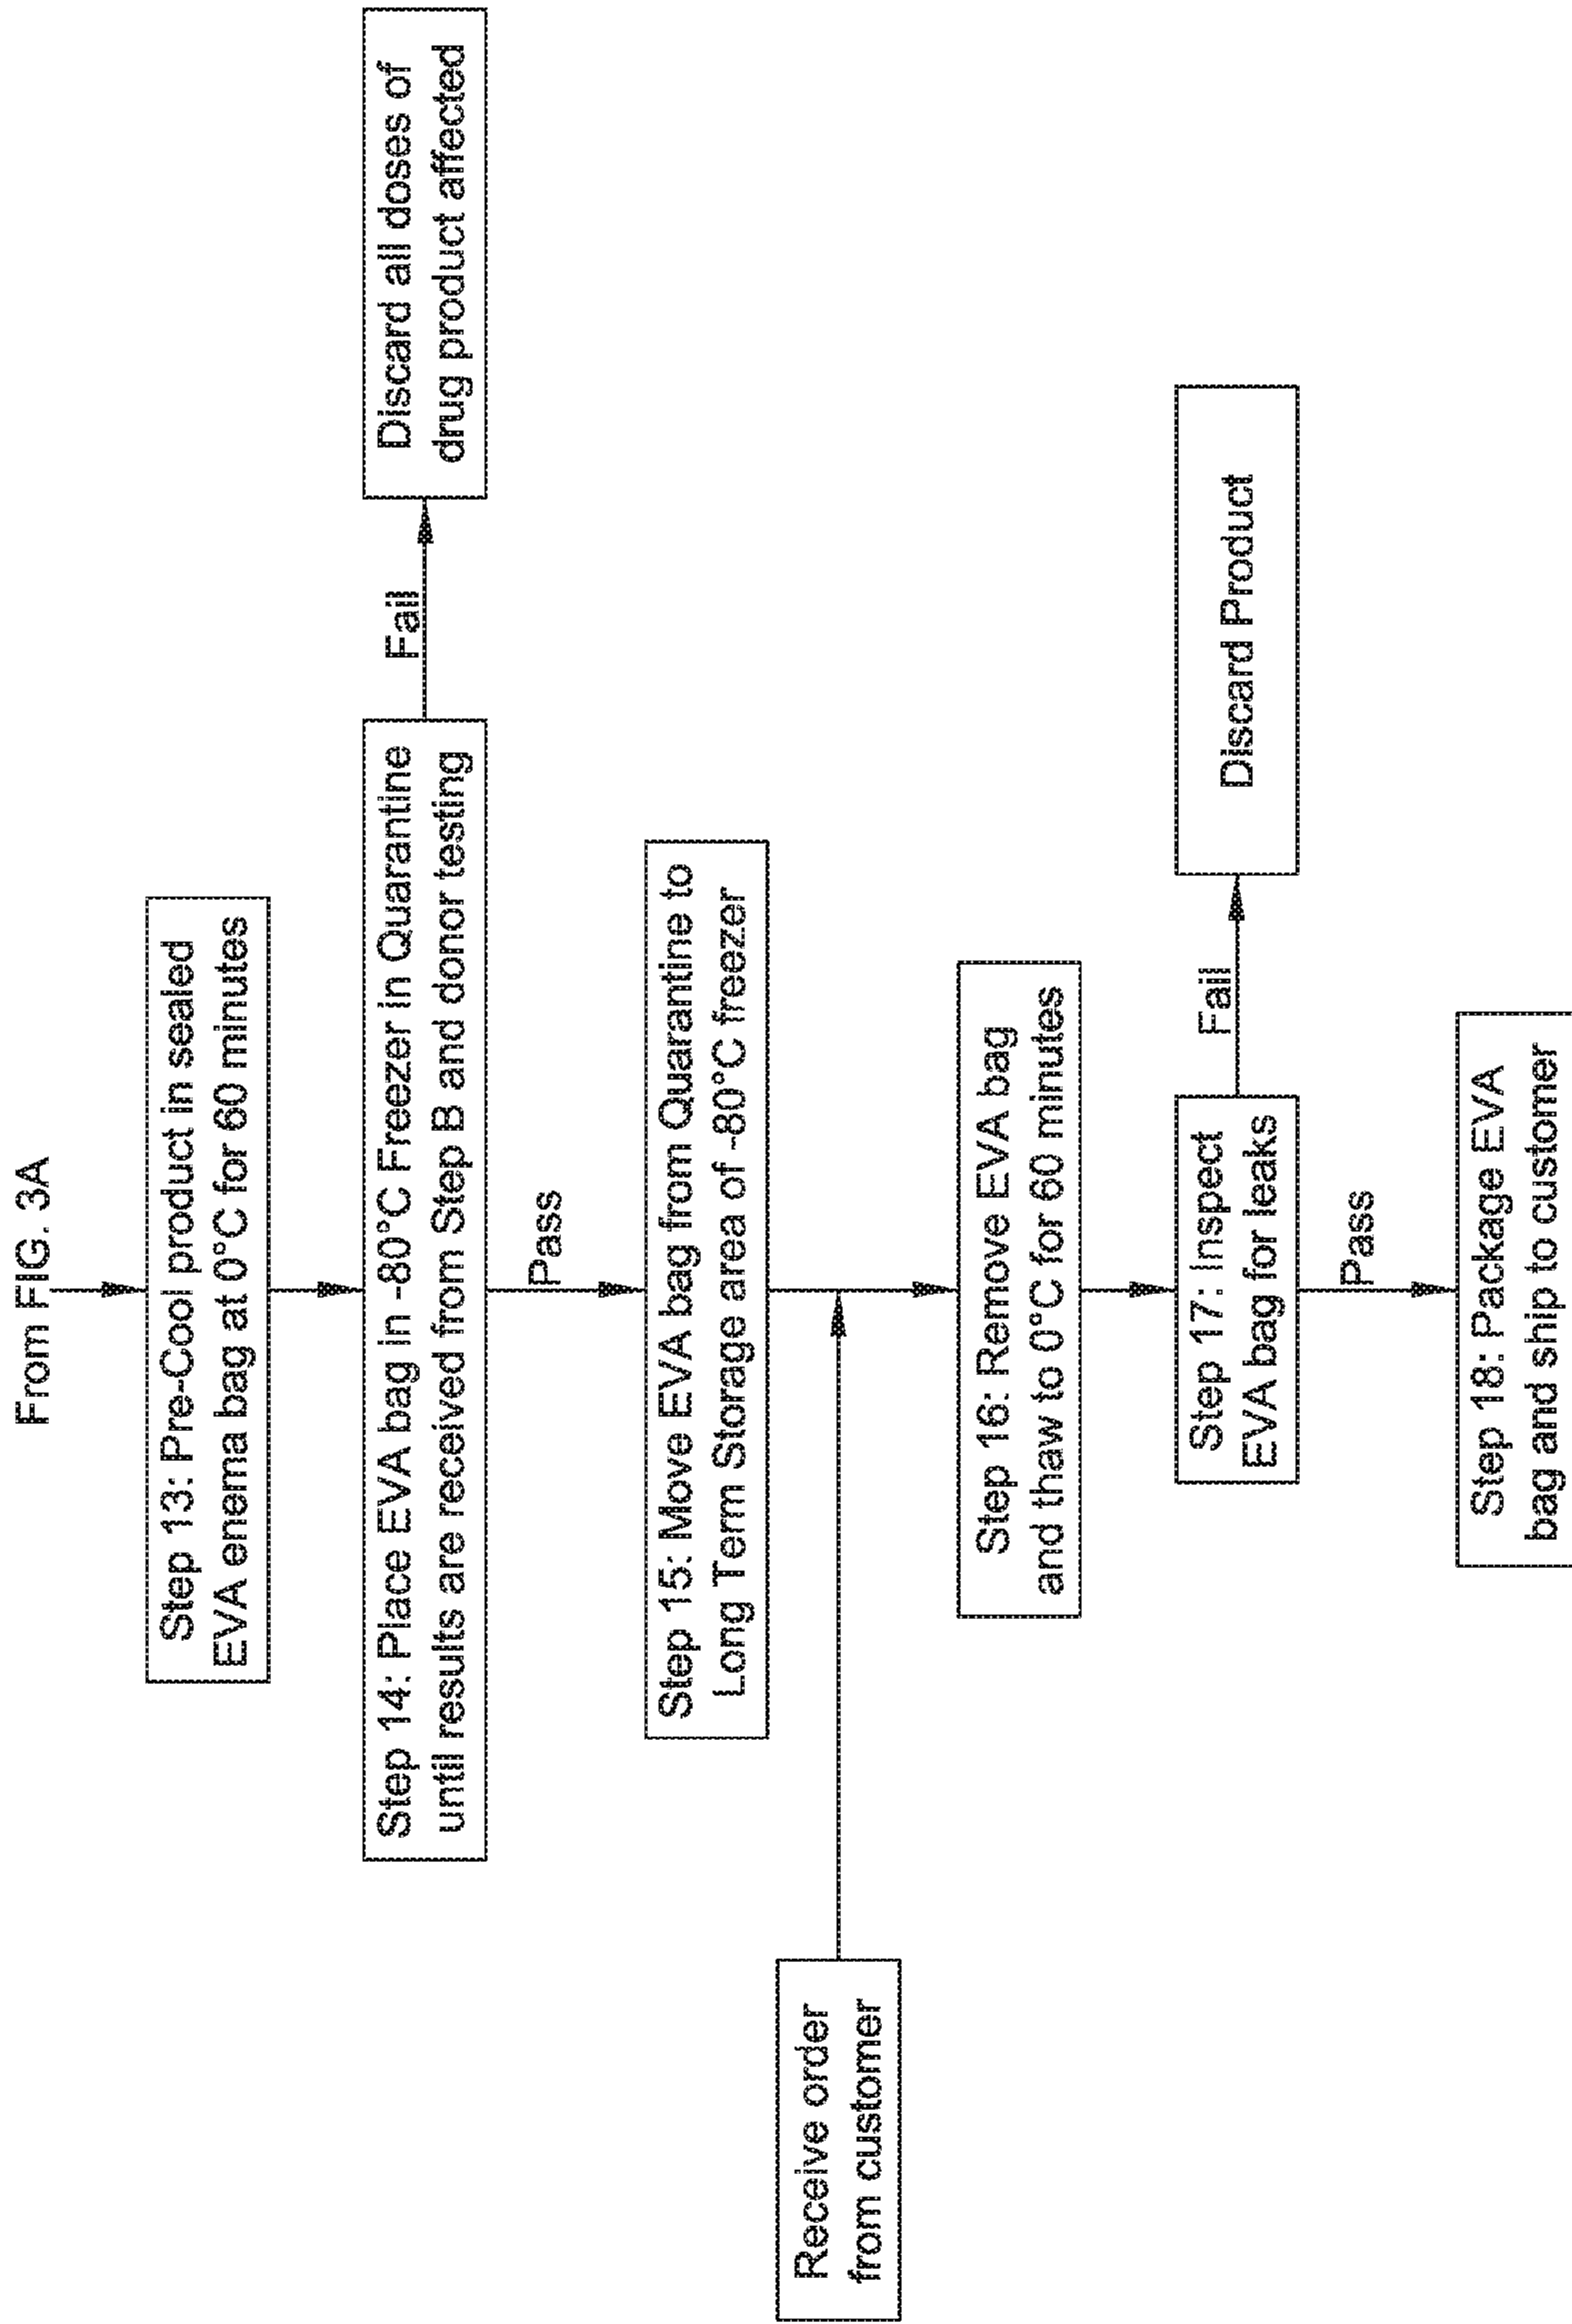 From FIG. 3A
Step 13: Pre-Cool product in sealed
EVA enema bag at 0°C for 60 minutes
Step 14: Place EVA bag in -80°C Freezer in Quarantine
until results are received from Step B and donor testing
Fail
Discard all doses of
drug product affected
Pass
Step 15: Move EVA bag from Quarantine to
Long Term Storage area of -80°C freezer
Receive order
from customer
Step 16: Remove EVA bag
and thaw to 0°C for 60 minutes
Step 17: Inspect
EVA bag for leaks
Fail
Discard Product
Pass
Step 18: Package EVA
bag and ship to customer